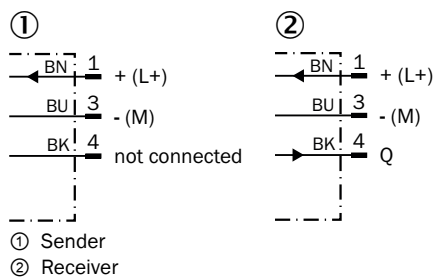 ① ②
BN 1 + (L+)
BU 3 - (M)
BK 4 not connected
BN 1 + (L+)
BU 3 - (M)
BK 4 Q
① Sender
② Receiver